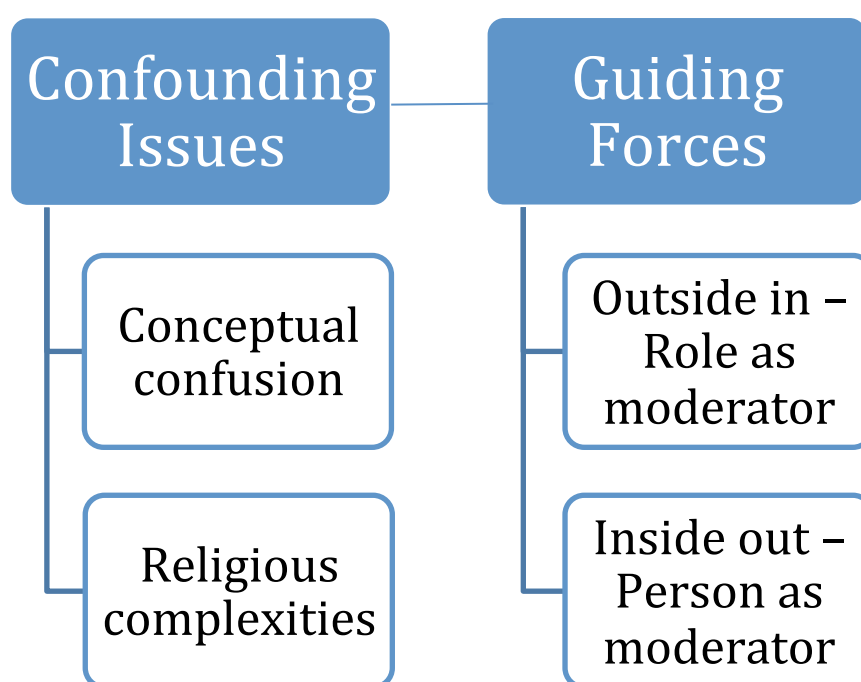 Confounding
Issues
Conceptual
confusion
Religious
complexities
Guiding
Forces
Outside in –
Role as
moderator
Inside out –
Person as
moderator